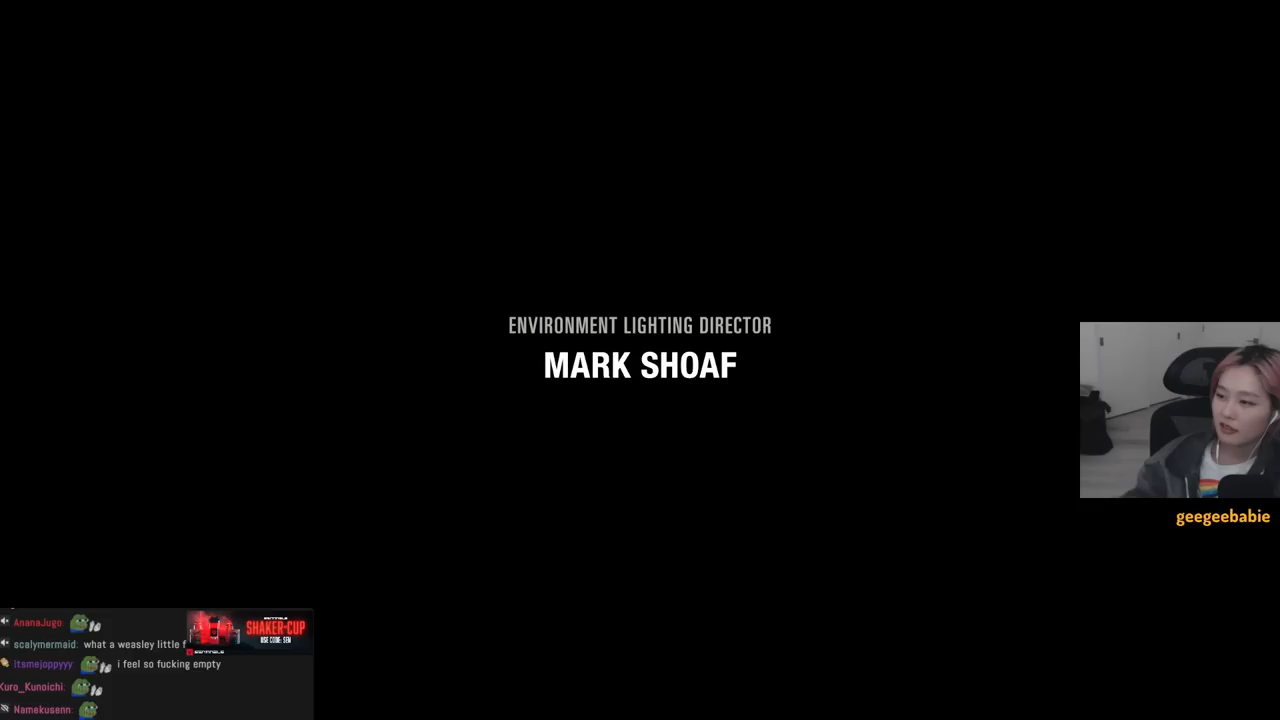 ENVIRONMENT LIGHTING DIRECTOR
MARK SHOAF
geegeebabie
AnanaJugo
scalymermaid: what a weasley little f
SHAKER-CUP
USE CODE: SEN
SENTINELS
itsmejoppyyy i feel so fucking empty
Kuro_Kunoichi:
Namekusenn: